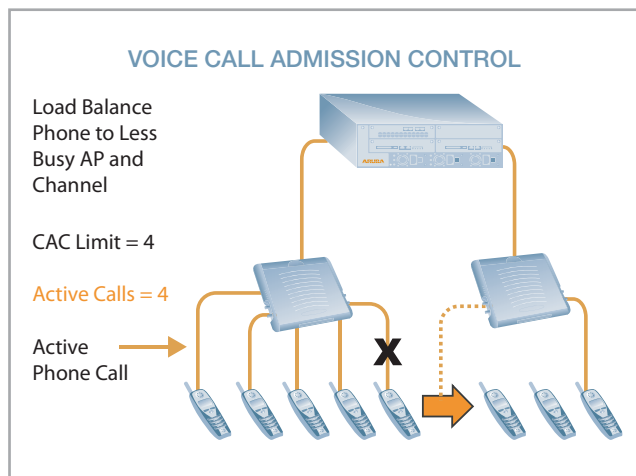 VOICE CALL ADMISSION CONTROL
Load Balance
Phone to Less
Busy AP and
Channel
CAC Limit = 4
Active Calls = 4
Active
Phone Call
ARUBA
X